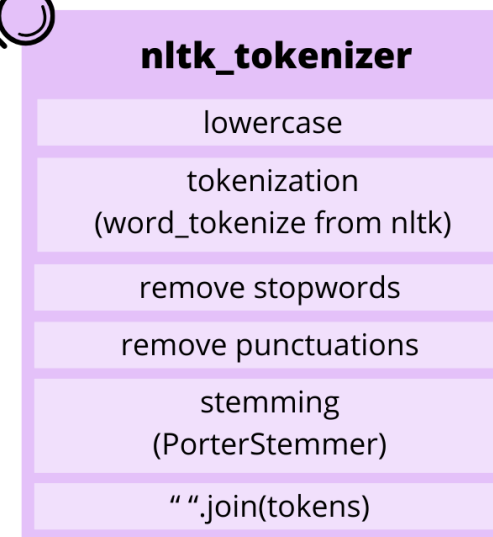 nltk_tokenizer
lowercase
tokenization
(word_tokenize from nltk)
remove stopwords
remove punctuations
stemming
(PorterStemmer)
“ “.join(tokens)